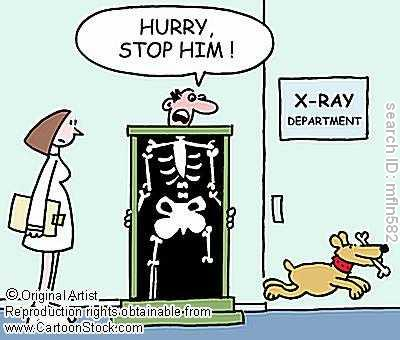 HURRY,
STOP HIM !
X-RAY
DEPARTMENT
search ID: mfln582
© Original Artist
Reproduction rights obtainable from
www.CartoonStock.com